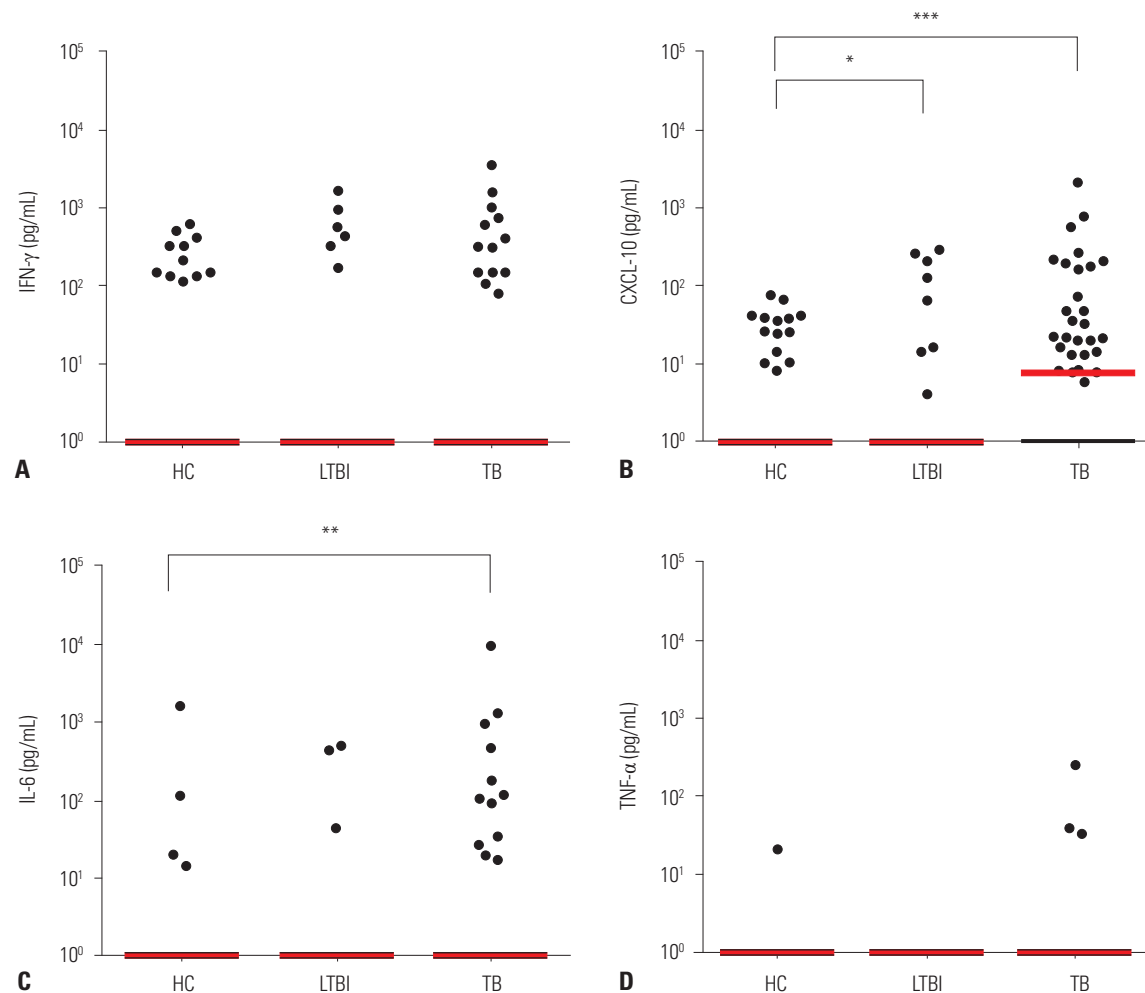 ***
*
10⁵
10⁴
10³
10²
10¹
10⁰
IFN-γ (pg/mL)
HC LTBI TB
A
10⁵
10⁴
10³
10²
10¹
10⁰
CXCL-10 (pg/mL)
HC LTBI TB
B
**
10⁵
10⁴
10³
10²
10¹
10⁰
IL-6 (pg/mL)
HC LTBI TB
C
10⁵
10⁴
10³
10²
10¹
10⁰
TNF-α (pg/mL)
HC LTBI TB
D